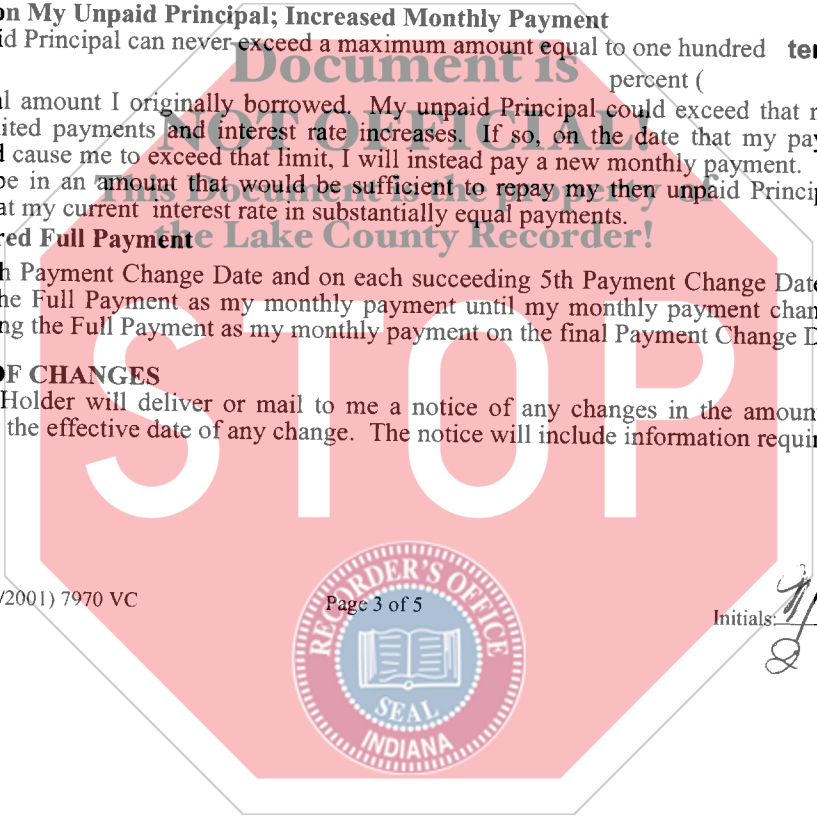 on My Unpaid Principal; Increased Monthly Payment
id Principal can never exceed a maximum amount equal to one hundred
percent (
Document is
al amount I originally borrowed. My unpaid Principal could exceed that
NOT OFFICIAL!
ited payments and interest rate increases. If so, on the date that my pay
d cause me to exceed that limit, I will instead pay a new monthly payment.
be in an amount that would be sufficient to repay my then unpaid Princip
This Document is the property of
at my current interest rate in substantially equal payments.
red Full Payment
the Lake County Recorder!
h Payment Change Date and on each succeeding 5th Payment Change Date
he Full Payment as my monthly payment until my monthly payment chan
ng the Full Payment as my monthly payment on the final Payment Change D
STOP
OF CHANGES
Holder will deliver or mail to me a notice of any changes in the amoun
the effective date of any change. The notice will include information requi
/2001) 7970 VC
Page 3 of 5
Initials:
RECORDER'S OFFICE
SEAL
INDIANA